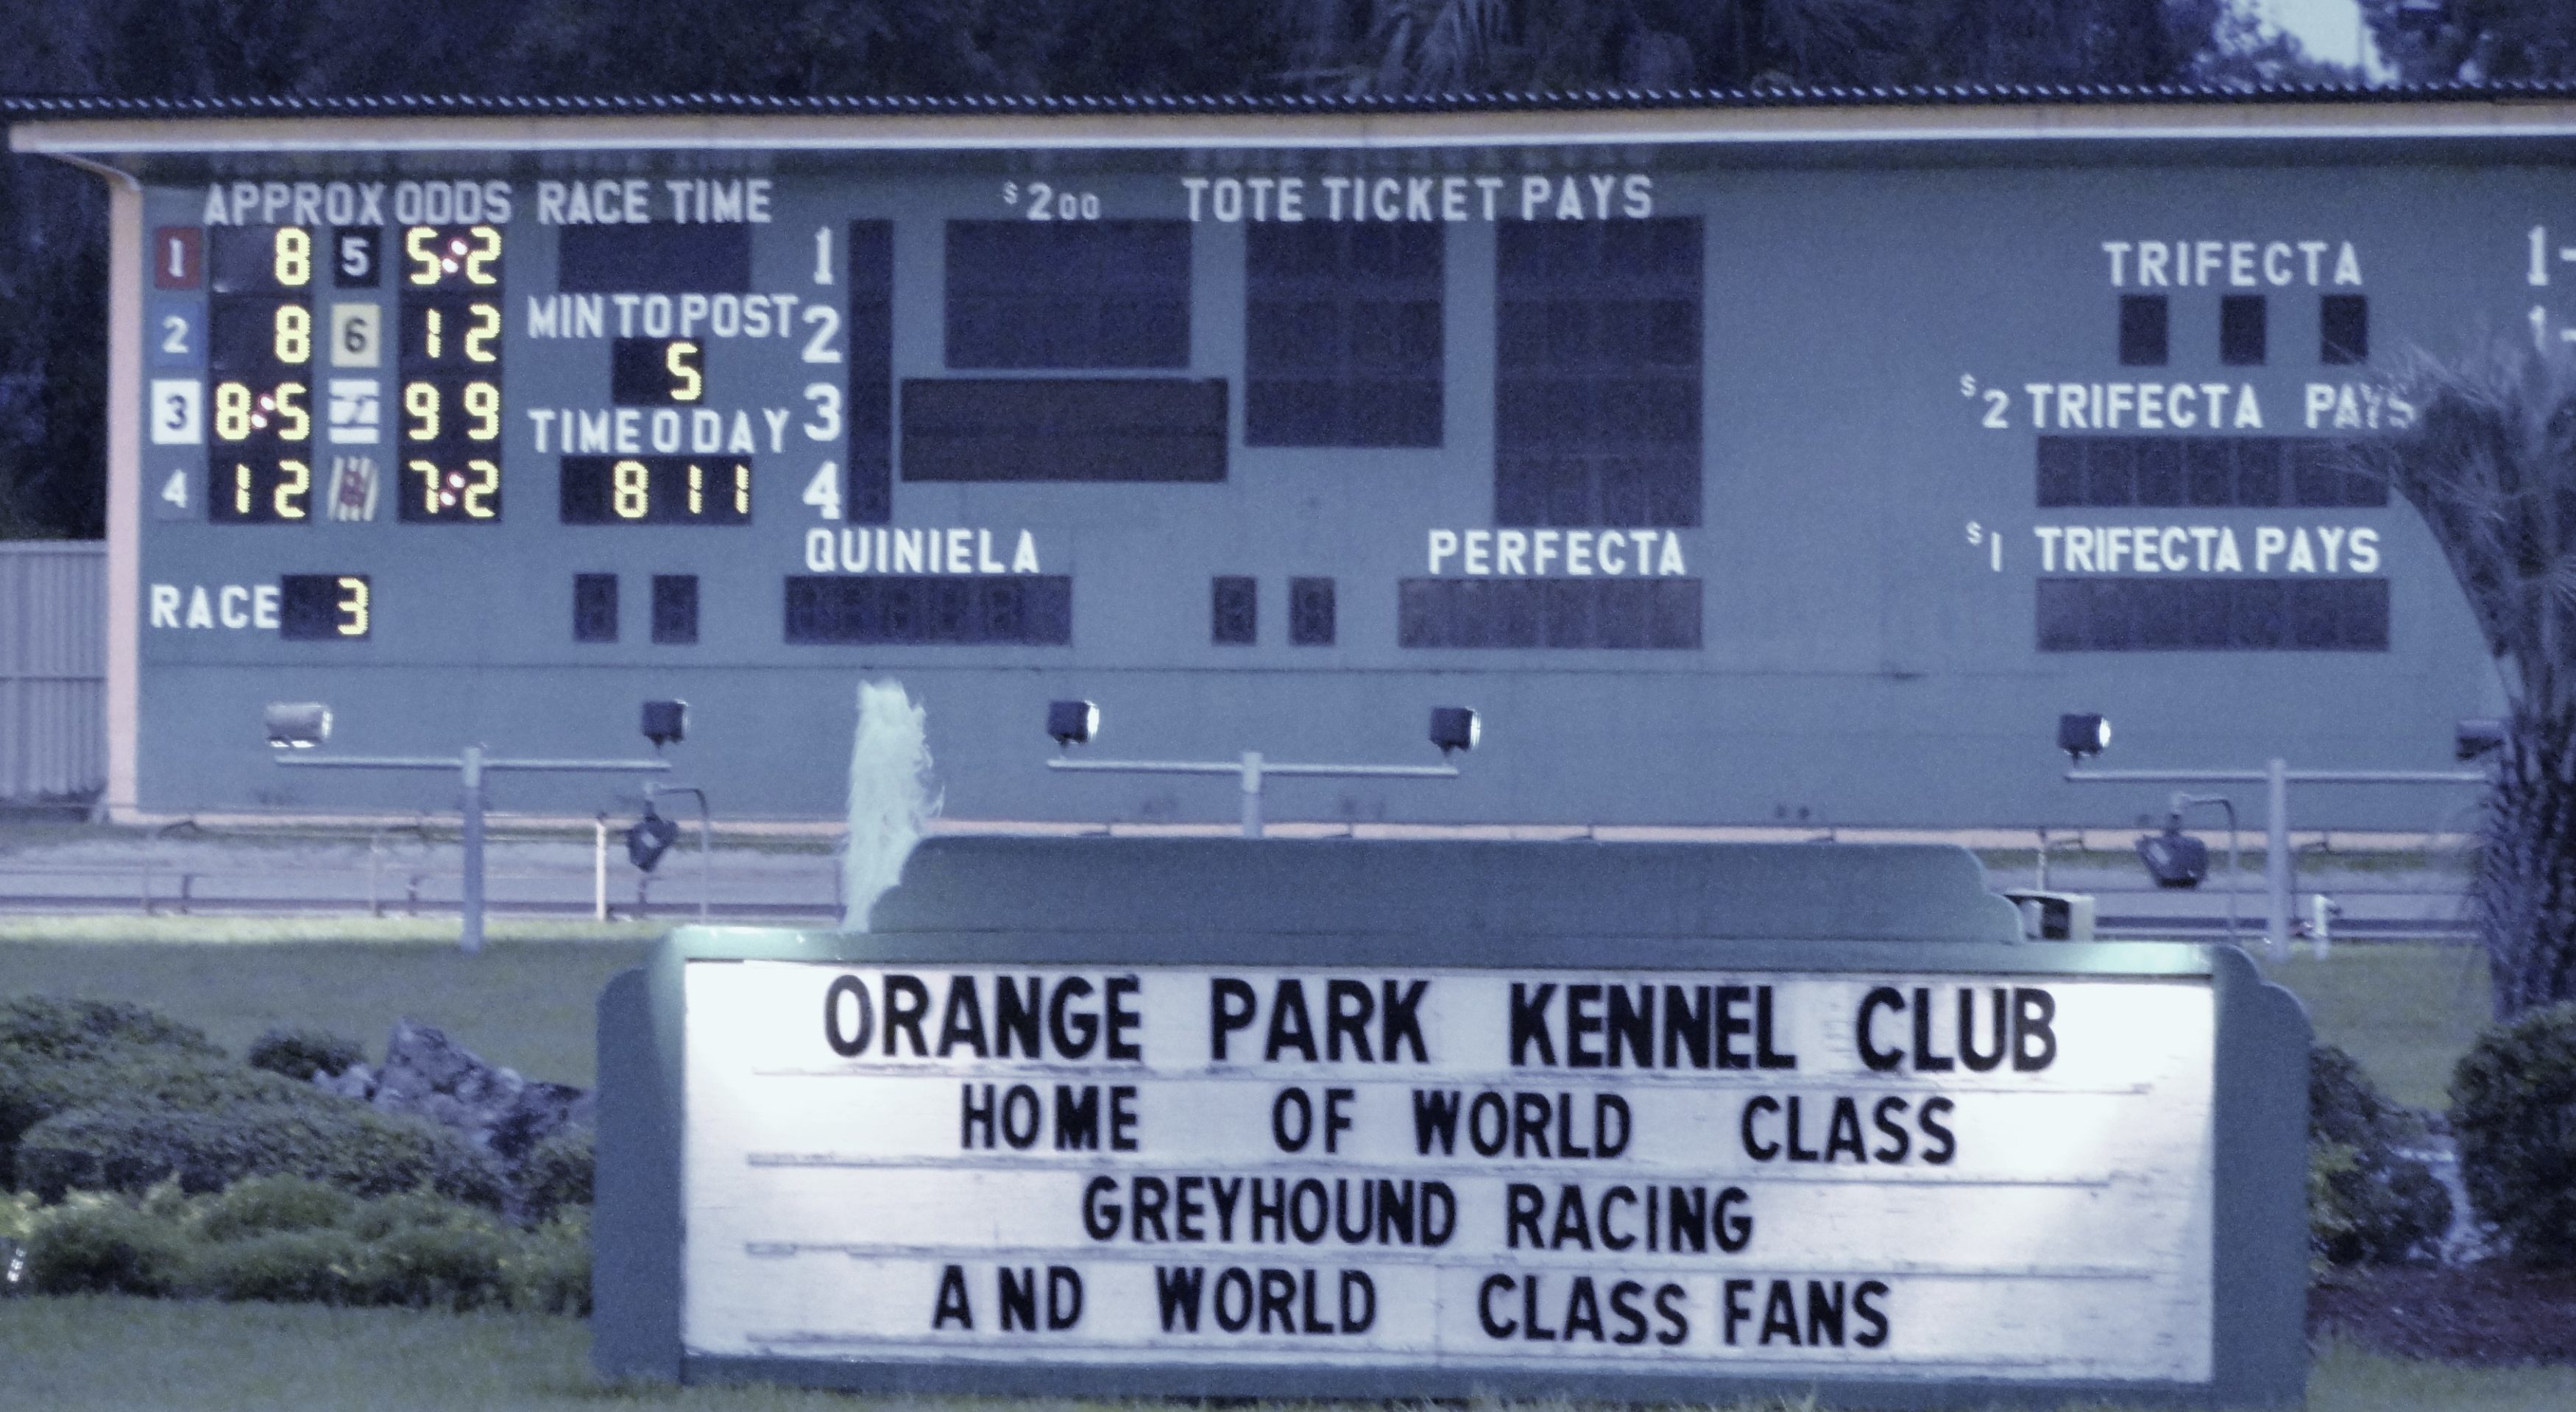 APPROX ODDS RACE TIME $2 00 TOTE TICKET PAYS
1 8 5 5:2 1
TRIFECTA 1-
MIN TO POST
2 8 6 12 2
5
3 8:5 7 99 3
$2 TRIFECTA PAYS
TIME O DAY
4 12 8 7:2 8 11 4
QUINIELA PERFECTA $1 TRIFECTA PAYS
RACE 3
ORANGE PARK KENNEL CLUB
HOME OF WORLD CLASS
GREYHOUND RACING
AND WORLD CLASS FANS